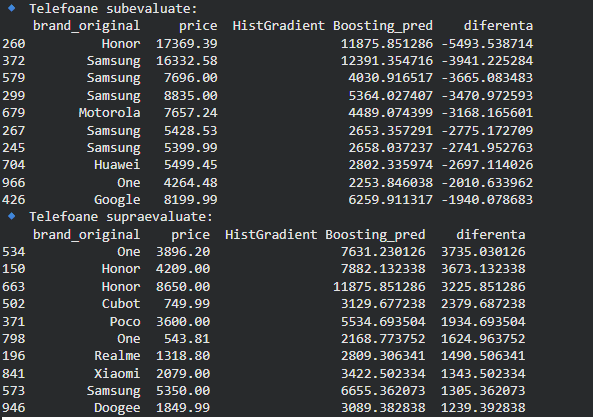 Telefoane subevaluate:
brand_original price HistGradient Boosting_pred diferenta
260 Honor 17369.39 11875.851286 -5493.538714
372 Samsung 16332.58 12391.354716 -3941.225284
579 Samsung 7696.00 4030.916517 -3665.083483
299 Samsung 8835.00 5364.027407 -3470.972593
679 Motorola 7657.24 4489.074399 -3168.165601
267 Samsung 5428.53 2653.357291 -2775.172709
245 Samsung 5399.99 2658.037237 -2741.952763
704 Huawei 5499.45 2802.335974 -2697.114026
966 One 4264.48 2253.846038 -2010.633962
426 Google 8199.99 6259.911317 -1940.078683
Telefoane supraevaluate:
brand_original price HistGradient Boosting_pred diferenta
534 One 3896.20 7631.230126 3735.030126
150 Honor 4209.00 7882.132338 3673.132338
663 Honor 8650.00 11875.851286 3225.851286
502 Cubot 749.99 3129.677238 2379.687238
371 Poco 3600.00 5534.693504 1934.693504
798 One 543.81 2168.773752 1624.963752
196 Realme 1318.80 2809.306341 1490.506341
841 Xiaomi 2079.00 3422.502334 1343.502334
573 Samsung 5350.00 6655.362073 1305.362073
946 Doogee 1849.99 3089.382838 1239.392838